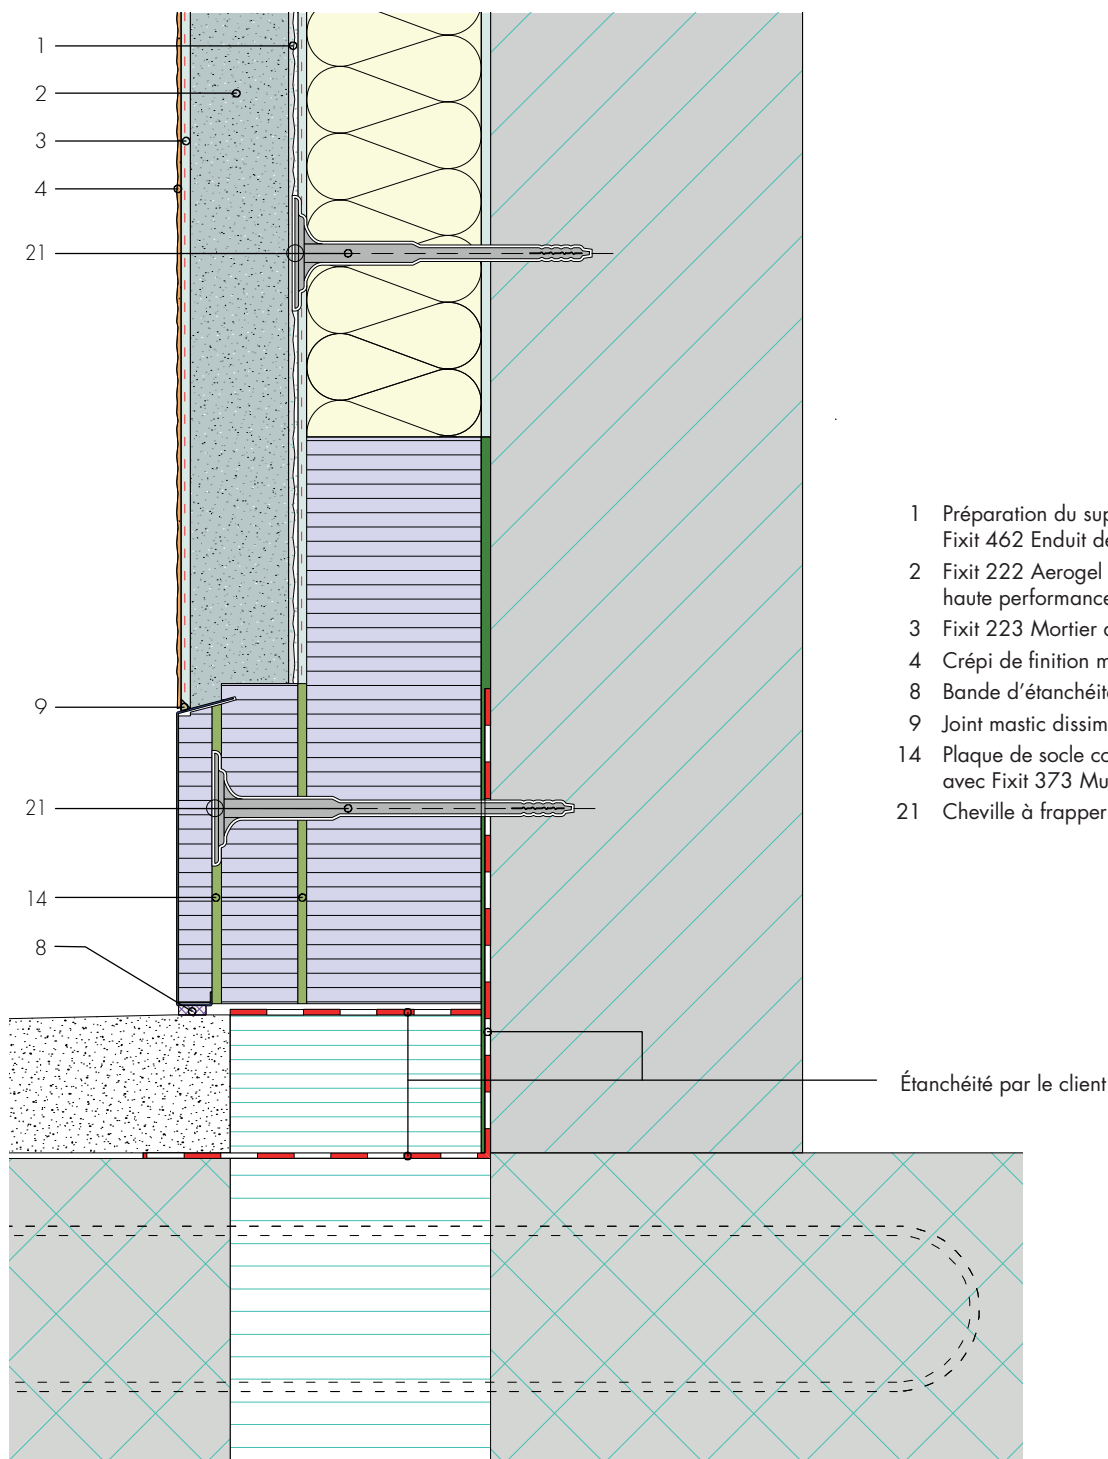 1
2
3
4
21
9
21
14
8
1 Préparation du sup
Fixit 462 Enduit de
2 Fixit 222 Aerogel
haute performance
3 Fixit 223 Mortier
4 Crépi de finition
8 Bande d'étanchéité
9 Joint mastic dissim
14 Plaque de socle
avec Fixit 373 Mu
21 Cheville à frapper
Étanchéité par le client